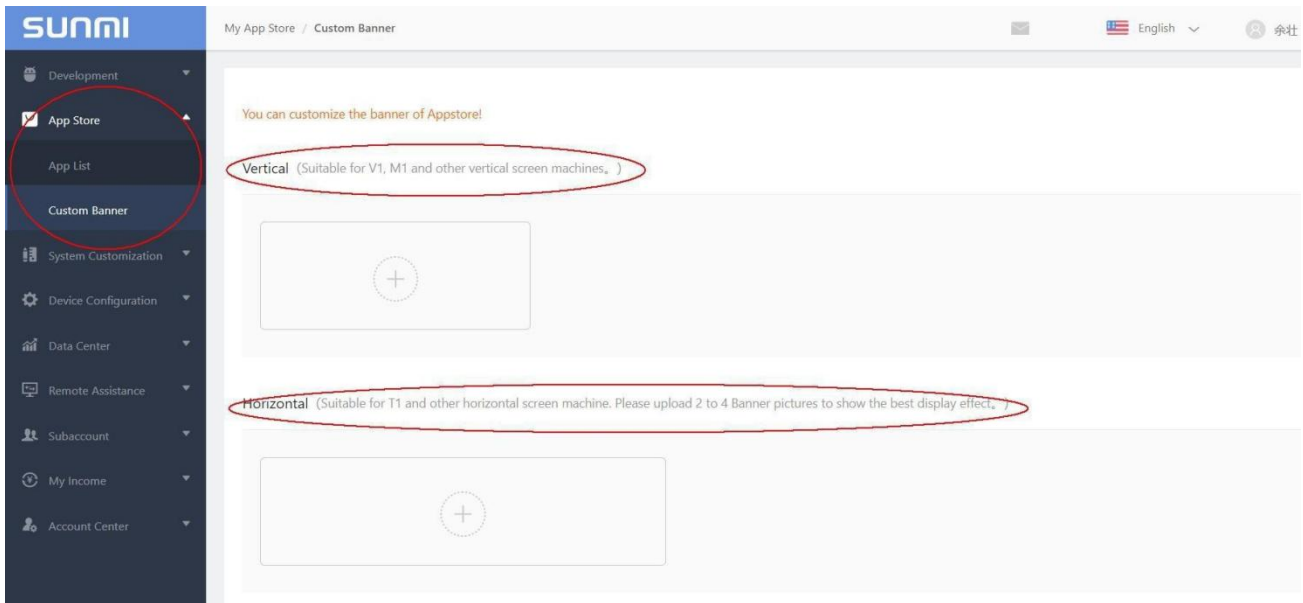 SUNMI
My App Store / Custom Banner
English
余壮
Development
App Store
App List
Custom Banner
System Customization
Device Configuration
Data Center
Remote Assistance
Subaccount
My Income
Account Center
You can customize the banner of Appstore!
Vertical (Suitable for V1, M1 and other vertical screen machines。)
Horizontal (Suitable for T1 and other horizontal screen machine. Please upload 2 to 4 Banner pictures to show the best display effect。)